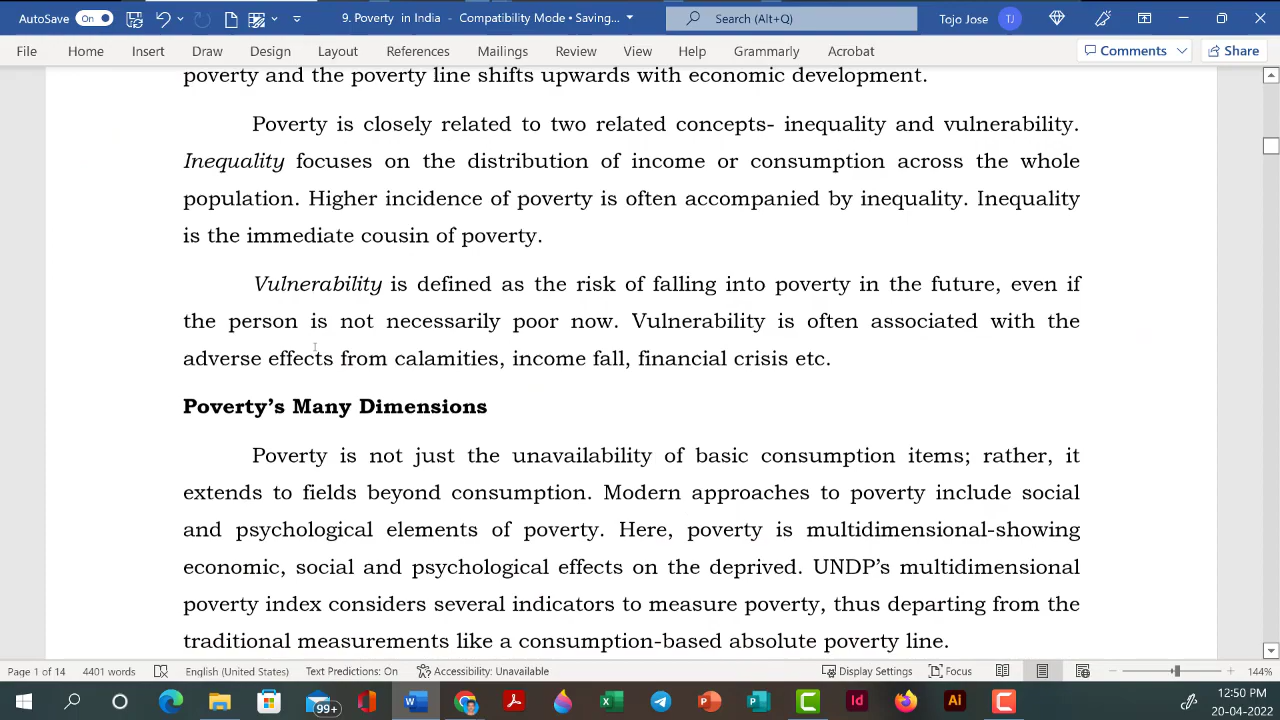 AutoSave On 9. Poverty in India - Compatibility Mode • Saving... Search (Alt+Q) Tojo Jose TJ
File Home Insert Draw Design Layout References Mailings Review View Help Grammarly Acrobat Comments Share
poverty and the poverty line shifts upwards with economic development.
Poverty is closely related to two related concepts- inequality and vulnerability.
Inequality focuses on the distribution of income or consumption across the whole
population. Higher incidence of poverty is often accompanied by inequality. Inequality
is the immediate cousin of poverty.
Vulnerability is defined as the risk of falling into poverty in the future, even if
the person is not necessarily poor now. Vulnerability is often associated with the
adverse effects from calamities, income fall, financial crisis etc.
Poverty’s Many Dimensions
Poverty is not just the unavailability of basic consumption items; rather, it
extends to fields beyond consumption. Modern approaches to poverty include social
and psychological elements of poverty. Here, poverty is multidimensional-showing
economic, social and psychological effects on the deprived. UNDP’s multidimensional
poverty index considers several indicators to measure poverty, thus departing from the
traditional measurements like a consumption-based absolute poverty line.
Page 1 of 14 4401 words English (United States) Text Predictions: On Accessibility: Unavailable Display Settings Focus 144%
99+ 12:50 PM
20-04-2022